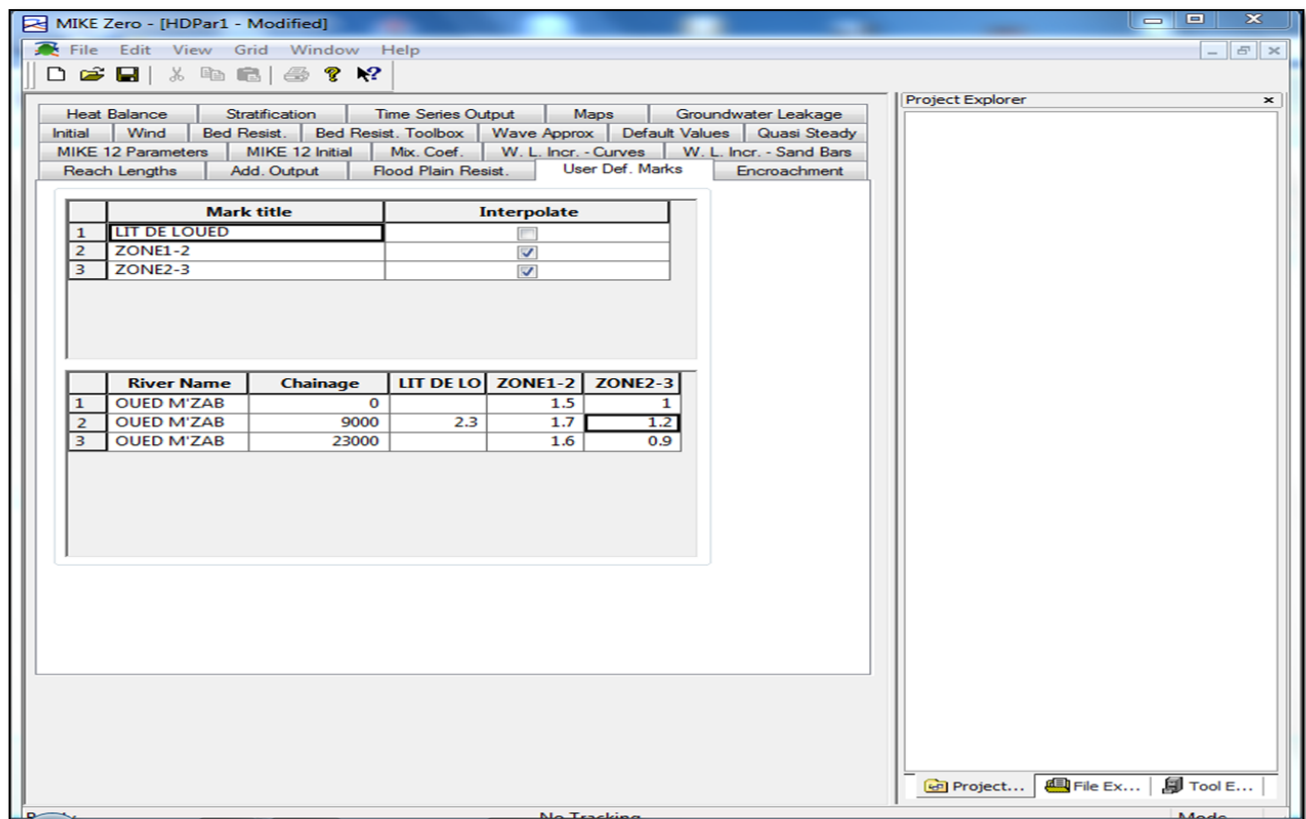 MIKE Zero - [HDPar1 - Modified]
File Edit View Grid Window Help
Project Explorer
Heat Balance Stratification Time Series Output Maps Groundwater Leakage
Initial Wind Bed Resist. Bed Resist. Toolbox Wave Approx Default Values Quasi Steady
MIKE 12 Parameters MIKE 12 Initial Mix. Coef. W. L. Incr. - Curves W. L. Incr. - Sand Bars
Reach Lengths Add. Output Flood Plain Resist. User Def. Marks Encroachment
Mark title Interpolate
1 LIT DE LOUED
2 ZONE1-2
3 ZONE2-3
River Name Chainage LIT DE LO ZONE1-2 ZONE2-3
1 OUED M'ZAB 0 1.5 1
2 OUED M'ZAB 9000 2.3 1.7 1.2
3 OUED M'ZAB 23000 1.6 0.9
Project... File Ex... Tool E...
No Tracking Mode